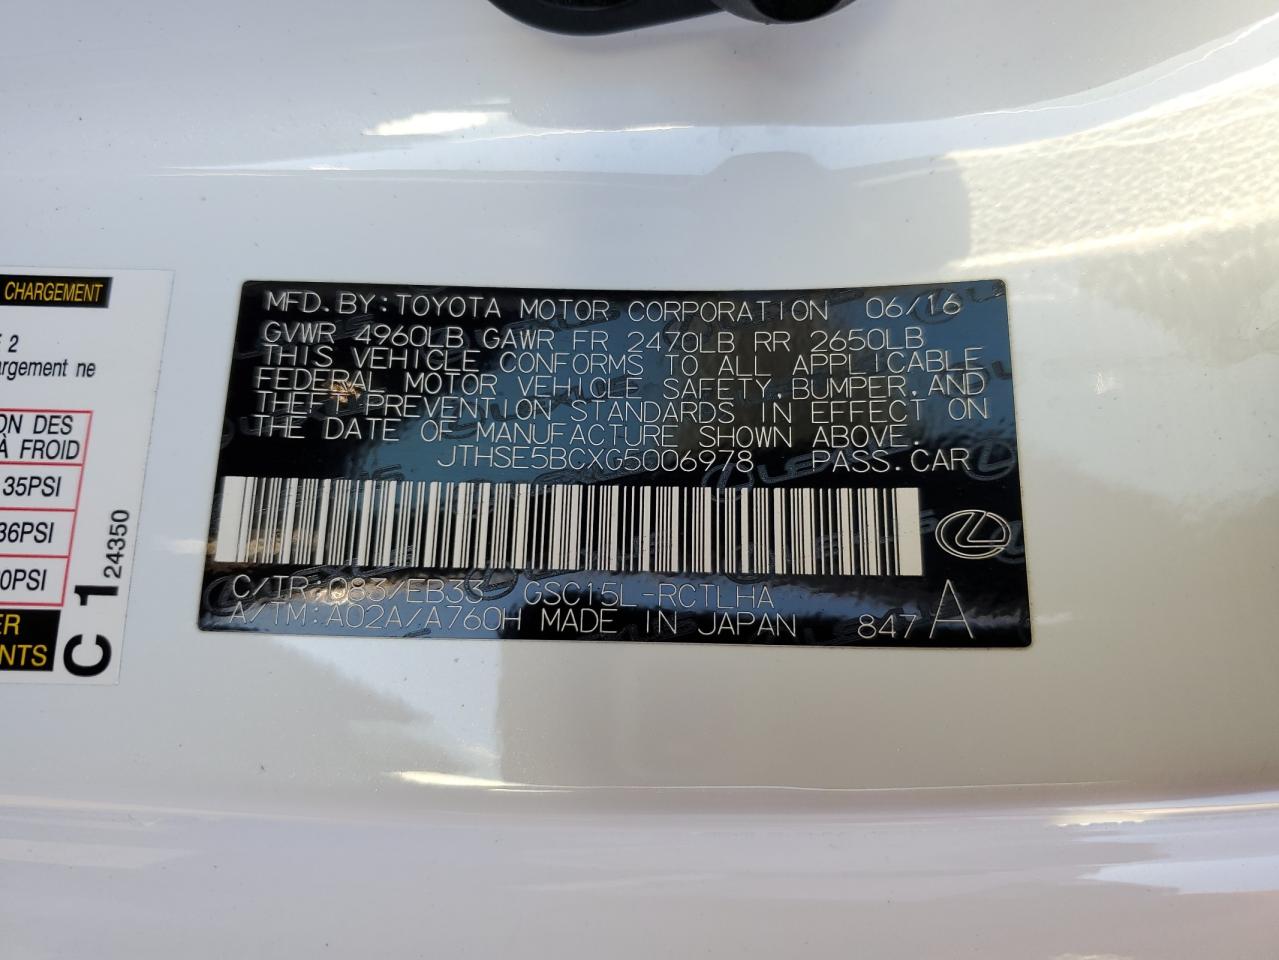 MFD.BY:TOYOTA MOTOR CORPORATION 06/16
GVWR 4960LB GAWR FR 2470LB RR 2650LB
THIS VEHICLE CONFORMS TO ALL APPLICABLE
FEDERAL MOTOR VEHICLE SAFETY,BUMPER,AND
THEFT PREVENTION STANDARDS IN EFFECT ON
THE DATE OF MANUFACTURE SHOWN ABOVE.
JTHSE5BCXG5006978 PASS.CAR
C/TR:083/EB33 GSC15L-RCTLHA
A/TM:A02A/A760H MADE IN JAPAN 847 A
CHARGEMENT
2
argement ne
ON DES
À FROID
35PSI
36PSI
0PSI
ER
NTS
C1
24350